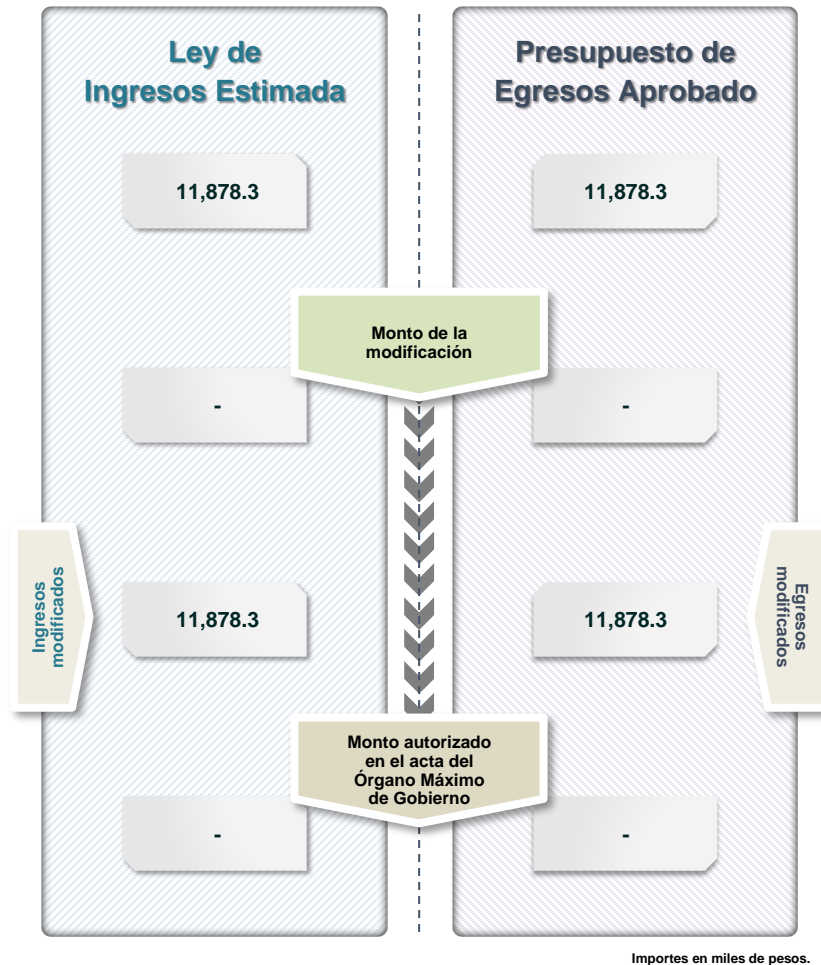 Ley de
Ingresos Estimada
Presupuesto de
Egresos Aprobado
11,878.3
11,878.3
Monto de la
modificación
-
-
Ingresos
modificados
11,878.3
11,878.3
Egresos
modificados
Monto autorizado
en el acta del
Órgano Máximo
de Gobierno
-
-
Importes en miles de pesos.